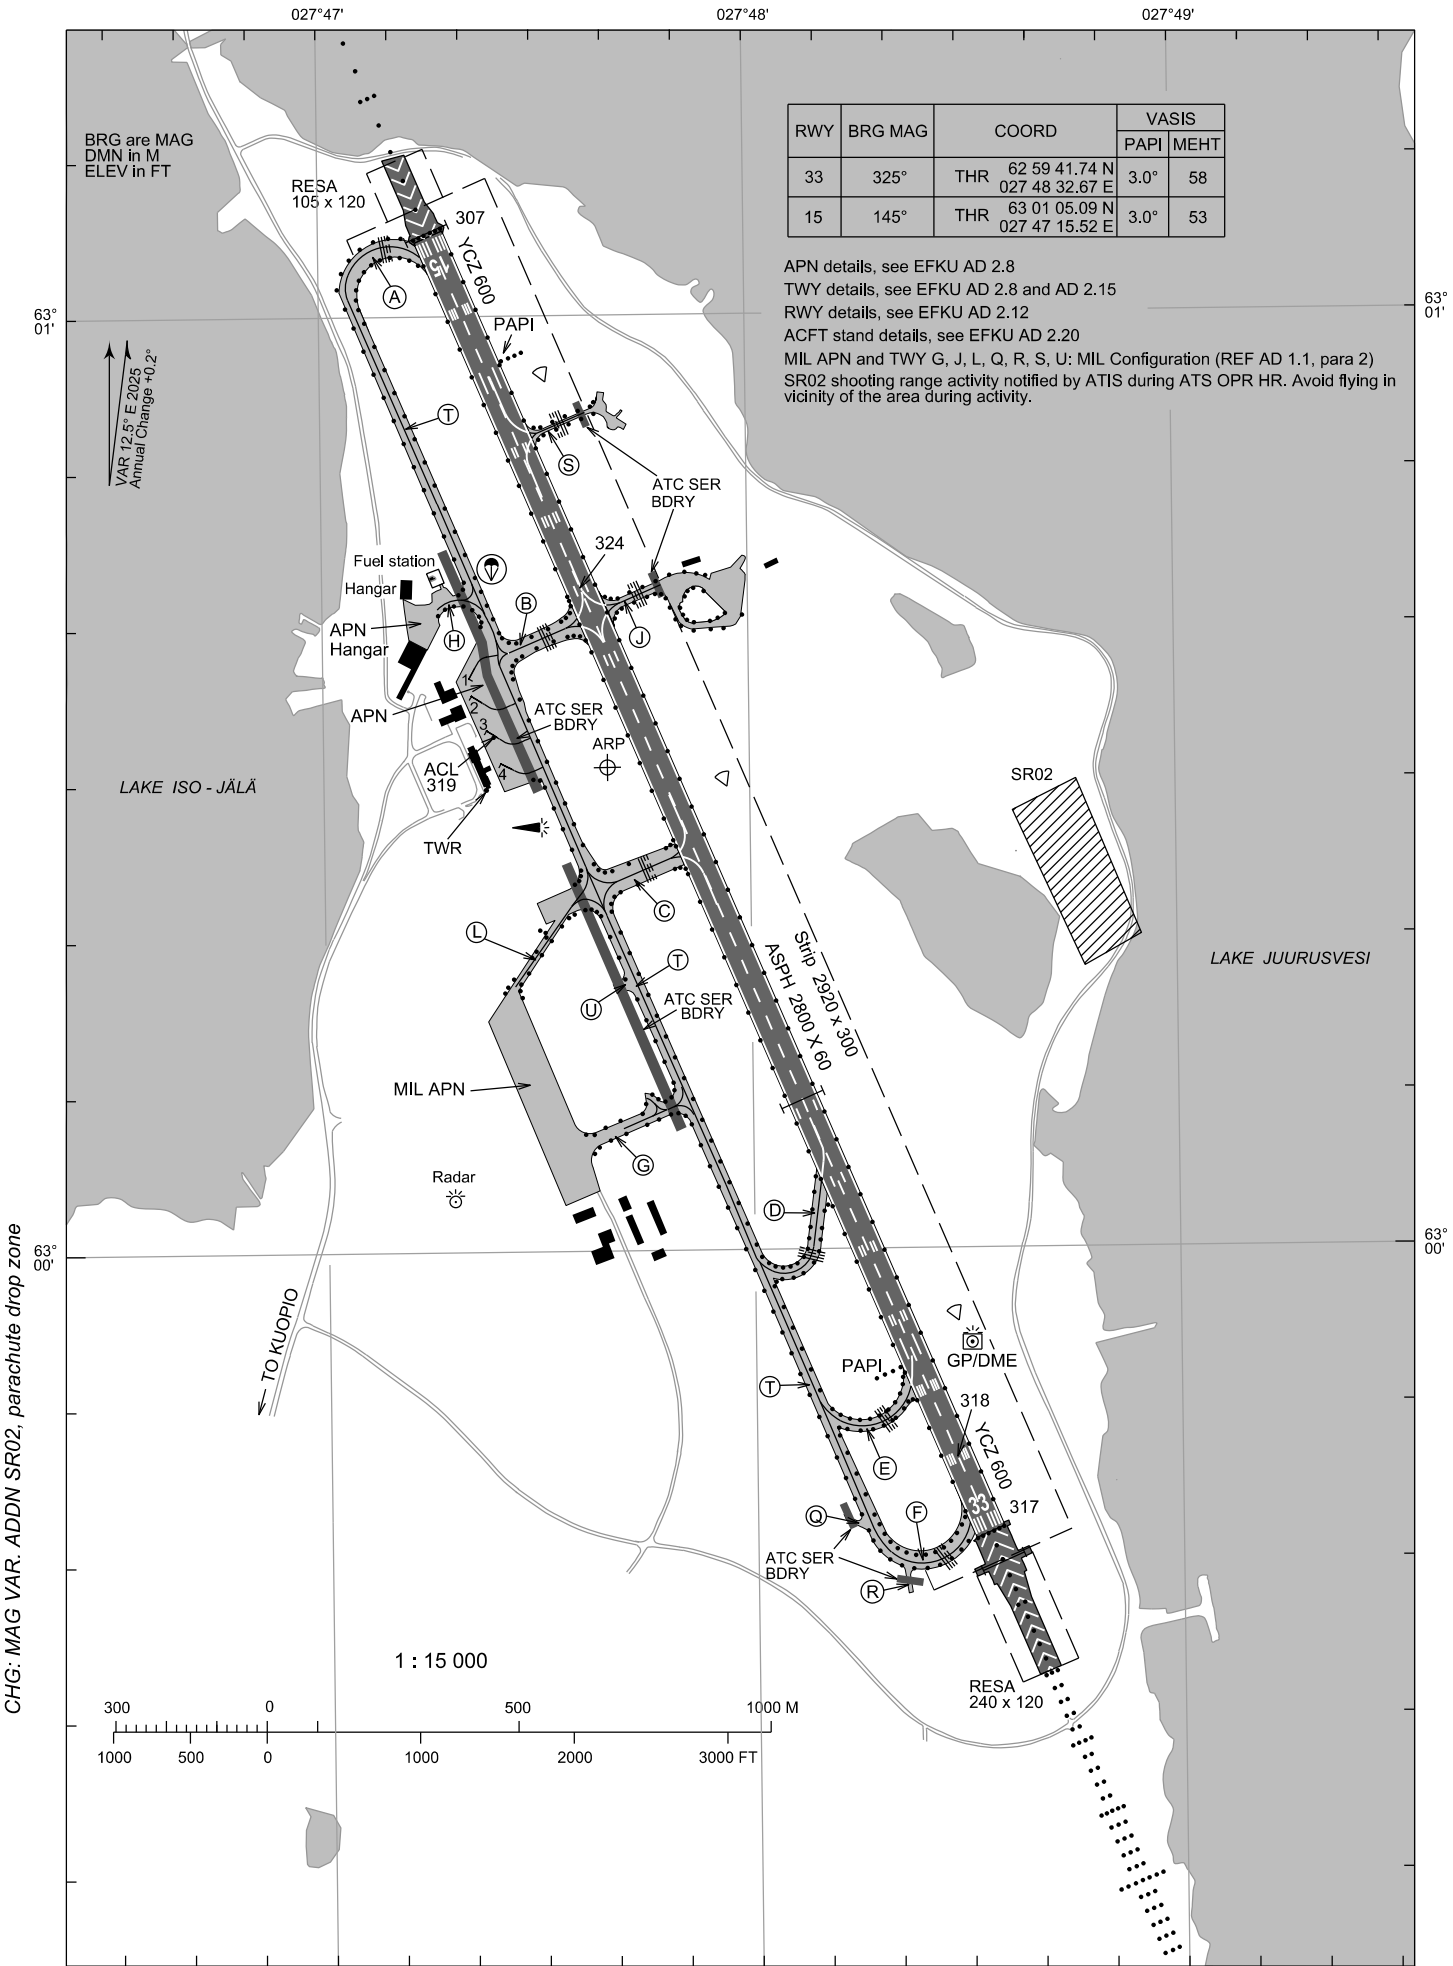 027°47'
027°48'
027°49'
BRG are MAG
DMN in M
ELEV in FT
RWY BRG MAG COORD VASIS
PAPI MEHT
33 325° THR 62 59 41.74 N 3.0° 58
027 48 32.67 E
15 145° THR 63 01 05.09 N 3.0° 53
027 47 15.52 E
RESA
105 x 120
307
YCZ 600
15
A
APN details, see EFKU AD 2.8
TWY details, see EFKU AD 2.8 and AD 2.15
RWY details, see EFKU AD 2.12
ACFT stand details, see EFKU AD 2.20
MIL APN and TWY G, J, L, Q, R, S, U: MIL Configuration (REF AD 1.1, para 2)
SR02 shooting range activity notified by ATIS during ATS OPR HR. Avoid flying in
vicinity of the area during activity.
63°
01'
63°
01'
PAPI
VAR 12.5° E 2025
Annual Change +0.2°
T
S
ATC SER
BDRY
324
Fuel station
Hangar
B
APN
Hangar
H
J
1
APN
2
ATC SER
BDRY
3
ARP
ACL
319
4
SR02
LAKE ISO - JÄLÄ
TWR
C
L
T
Strip 2920 x 300
ASPH 2800 X 60
LAKE JUURUSVESI
U
ATC SER
BDRY
MIL APN
G
Radar
D
63°
00'
63°
00'
TO KUOPIO
GP/DME
PAPI
T
318
YCZ 600
E
33
317
Q
F
ATC SER
BDRY
R
1 : 15 000
RESA
240 x 120
300 0 500 1000 M
1000 500 0 1000 2000 3000 FT
CHG: MAG VAR. ADDN SR02, parachute drop zone